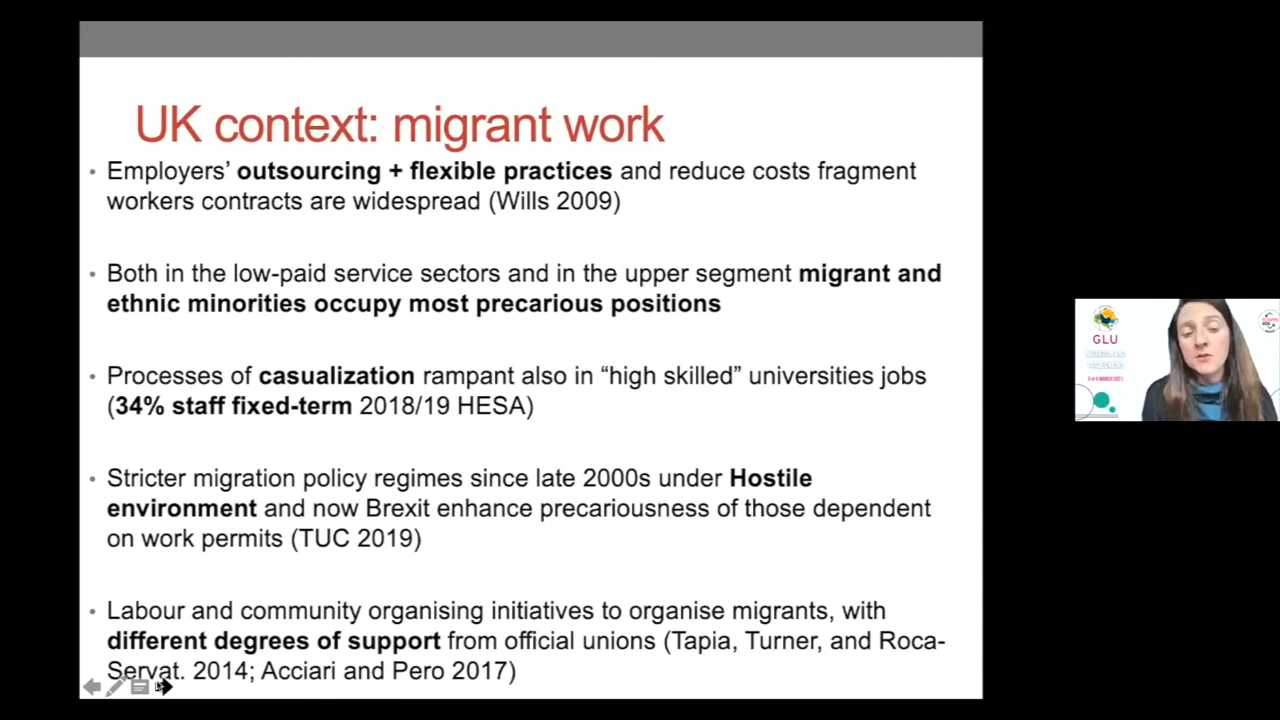 UK context: migrant work
• Employers’ outsourcing + flexible practices and reduce costs fragment
workers contracts are widespread (Wills 2009)
• Both in the low-paid service sectors and in the upper segment migrant and
ethnic minorities occupy most precarious positions
• Processes of casualization rampant also in “high skilled” universities jobs
(34% staff fixed-term 2018/19 HESA)
• Stricter migration policy regimes since late 2000s under Hostile
environment and now Brexit enhance precariousness of those dependent
on work permits (TUC 2019)
• Labour and community organising initiatives to organise migrants, with
different degrees of support from official unions (Tapia, Turner, and Roca-
Servat. 2014; Acciari and Pero 2017)
GLU